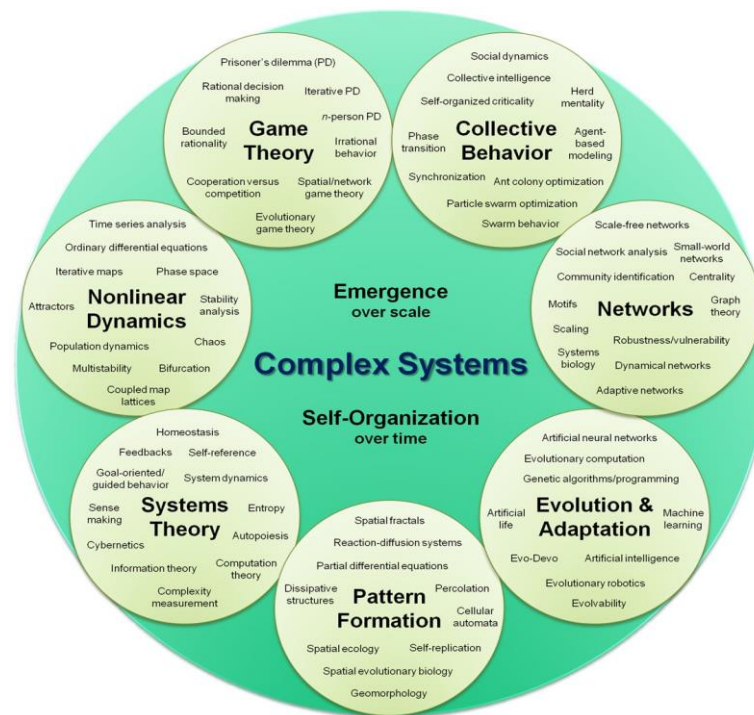 Prisoner's dilemma (PD)
Rational decision
making
Iterative PD
n-person PD
Bounded
rationality
Game
Theory
Irrational
behavior
Cooperation versus
competition
Spatial/network
game theory
Evolutionary
game theory
Social dynamics
Collective intelligence
Herd
mentality
Self-organized criticality
Phase
transition
Collective
Behavior
Agent-
based
modeling
Synchronization
Ant colony optimization
Particle swarm optimization
Swarm behavior
Time series analysis
Ordinary differential equations
Iterative maps
Phase space
Attractors
Nonlinear
Dynamics
Stability
analysis
Chaos
Population dynamics
Multistability
Bifurcation
Coupled map
lattices
Emergence
over scale
Complex Systems
Self-Organization
over time
Scale-free networks
Social network analysis
Small-world
networks
Community identification
Centrality
Motifs
Networks
Graph
theory
Scaling
Robustness/vulnerability
Systems
biology
Dynamical networks
Adaptive networks
Homeostasis
Feedbacks
Self-reference
Goal-oriented/
guided behavior
System dynamics
Sense
making
Systems
Theory
Entropy
Autopoiesis
Cybernetics
Information theory
Computation
theory
Complexity
measurement
Spatial fractals
Reaction-diffusion systems
Partial differential equations
Dissipative
structures
Percolation
Pattern
Formation
Cellular
automata
Spatial ecology
Self-replication
Spatial evolutionary biology
Geomorphology
Artificial neural networks
Evolutionary computation
Genetic algorithms/programming
Artificial
life
Evolution &
Adaptation
Machine
learning
Evo-Devo
Artificial intelligence
Evolutionary robotics
Evolvability